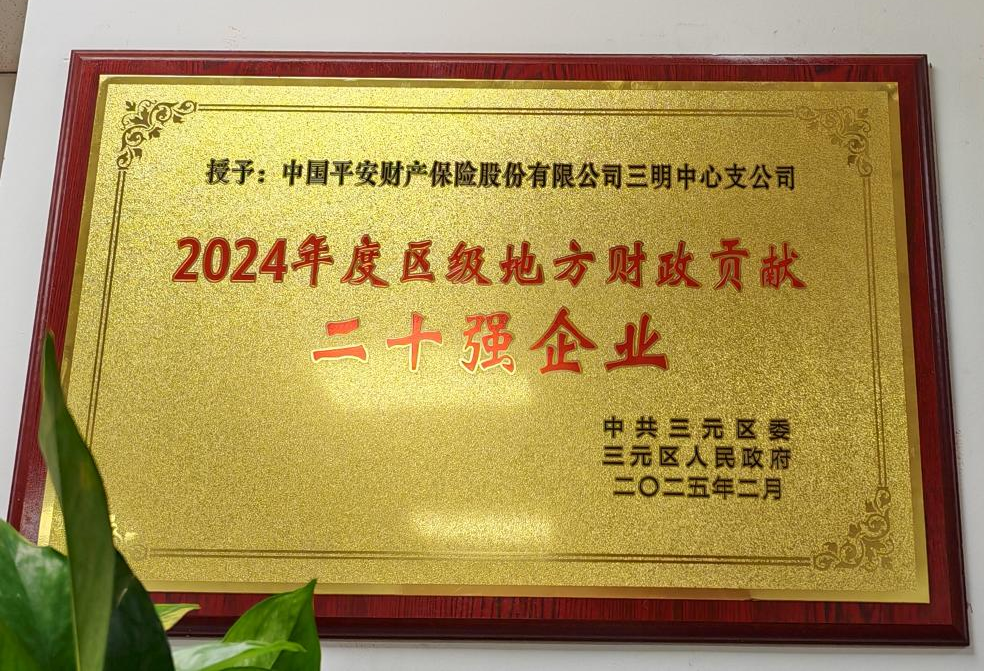 授予：中国平安财产保险股份有限公司三明中心支公司
2024年度区级地方财政贡献
二十强企业
中共三元区委
三元区人民政府
二〇二五年二月